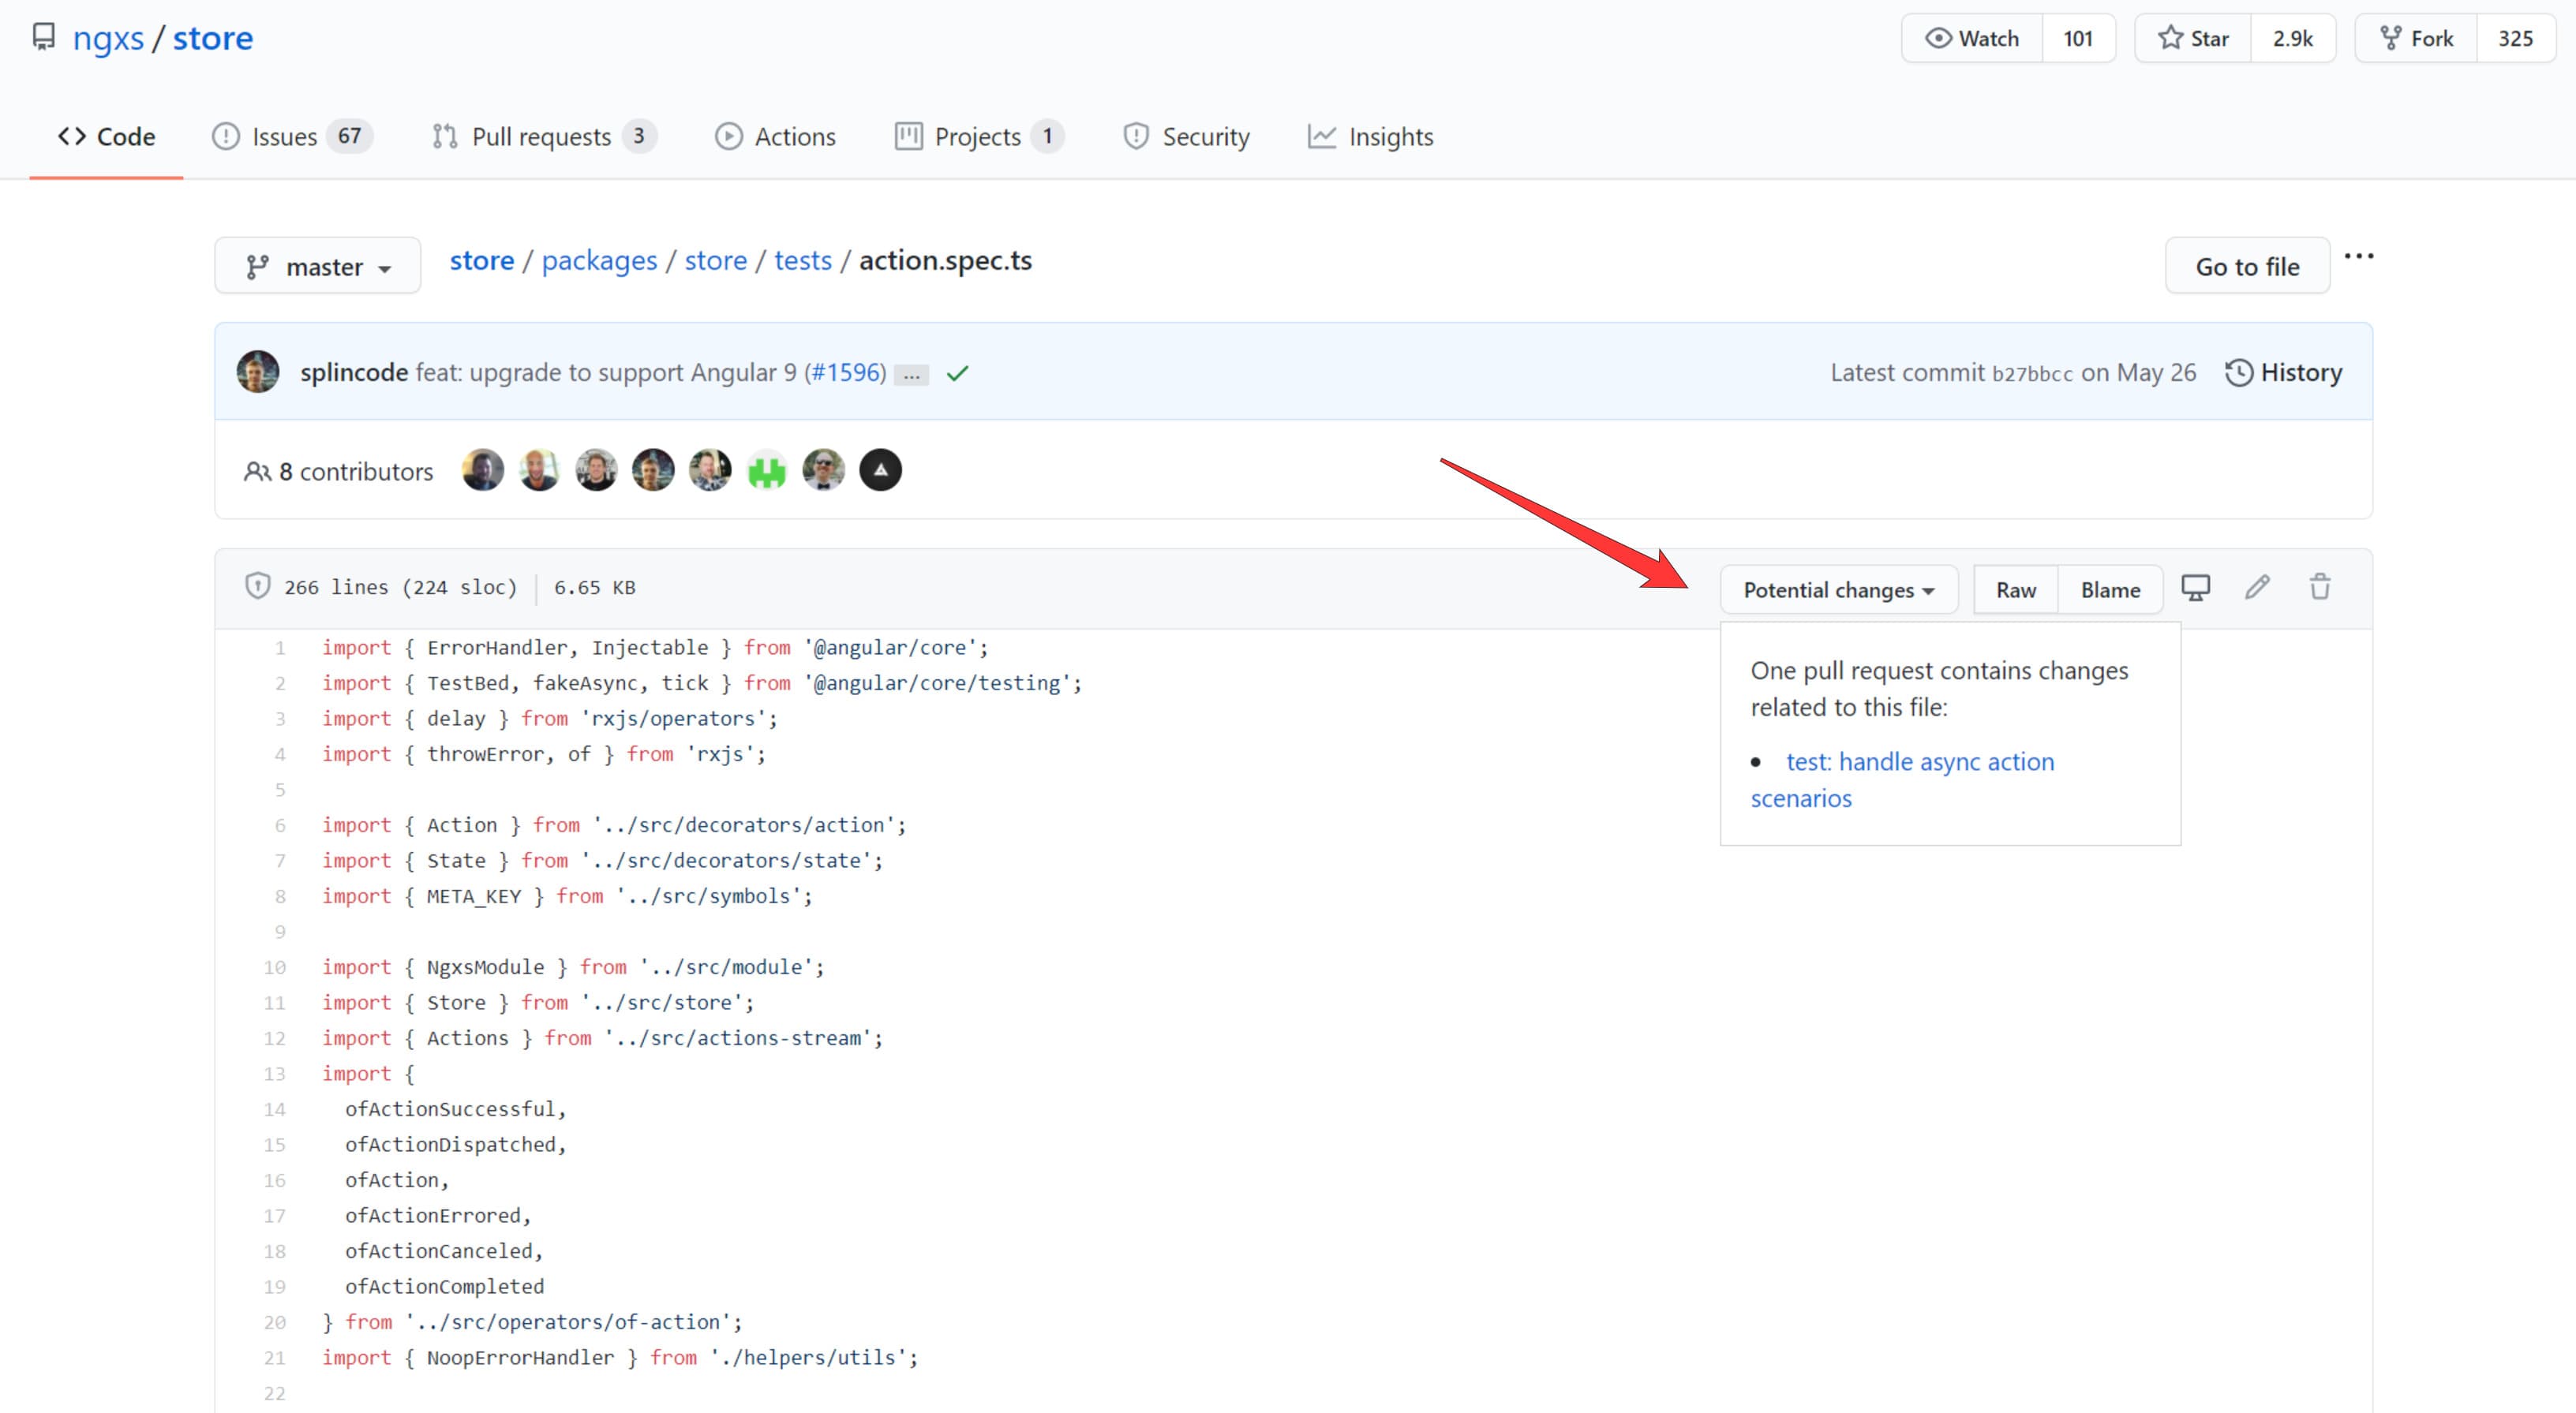 ngxs / store
Watch 101 Star 2.9k Fork 325
Code Issues 67 Pull requests 3 Actions Projects 1 Security Insights
master store / packages / store / tests / action.spec.ts Go to file ...
splincode feat: upgrade to support Angular 9 (#1596) ... Latest commit b27bbcc on May 26 History
8 contributors
266 lines (224 sloc) 6.65 KB Potential changes Raw Blame
One pull request contains changes
related to this file:
• test: handle async action
scenarios
1 import { ErrorHandler, Injectable } from '@angular/core';
2 import { TestBed, fakeAsync, tick } from '@angular/core/testing';
3 import { delay } from 'rxjs/operators';
4 import { throwError, of } from 'rxjs';
5
6 import { Action } from '../src/decorators/action';
7 import { State } from '../src/decorators/state';
8 import { META_KEY } from '../src/symbols';
9
10 import { NgxsModule } from '../src/module';
11 import { Store } from '../src/store';
12 import { Actions } from '../src/actions-stream';
13 import {
14 ofActionSuccessful,
15 ofActionDispatched,
16 ofAction,
17 ofActionErrored,
18 ofActionCanceled,
19 ofActionCompleted
20 } from '../src/operators/of-action';
21 import { NoopErrorHandler } from './helpers/utils';
22